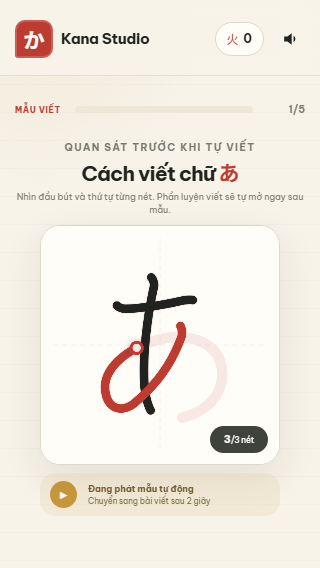 か Kana Studio 火 0
MẪU VIẾT 1/5
QUAN SÁT TRƯỚC KHI TỰ VIẾT
Cách viết chữ あ
Nhìn đầu bút và thứ tự từng nét. Phần luyện viết sẽ tự mở ngay sau
mẫu.
あ
3/3 nét
Đang phát mẫu tự động
Chuyển sang bài viết sau 2 giây